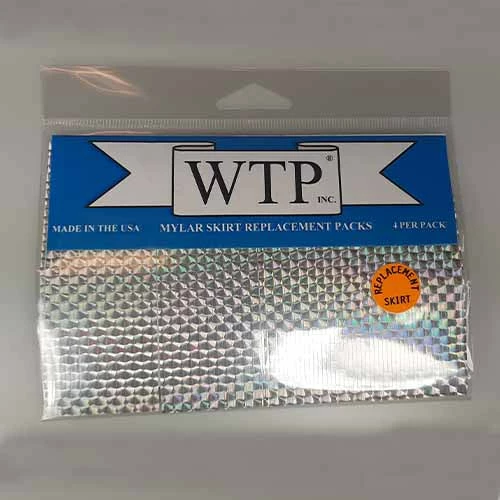 WTP®
INC.
MADE IN THE USA MYLAR SKIRT REPLACEMENT PACKS 4 PER PACK
REPLACEMENT
SKIRT